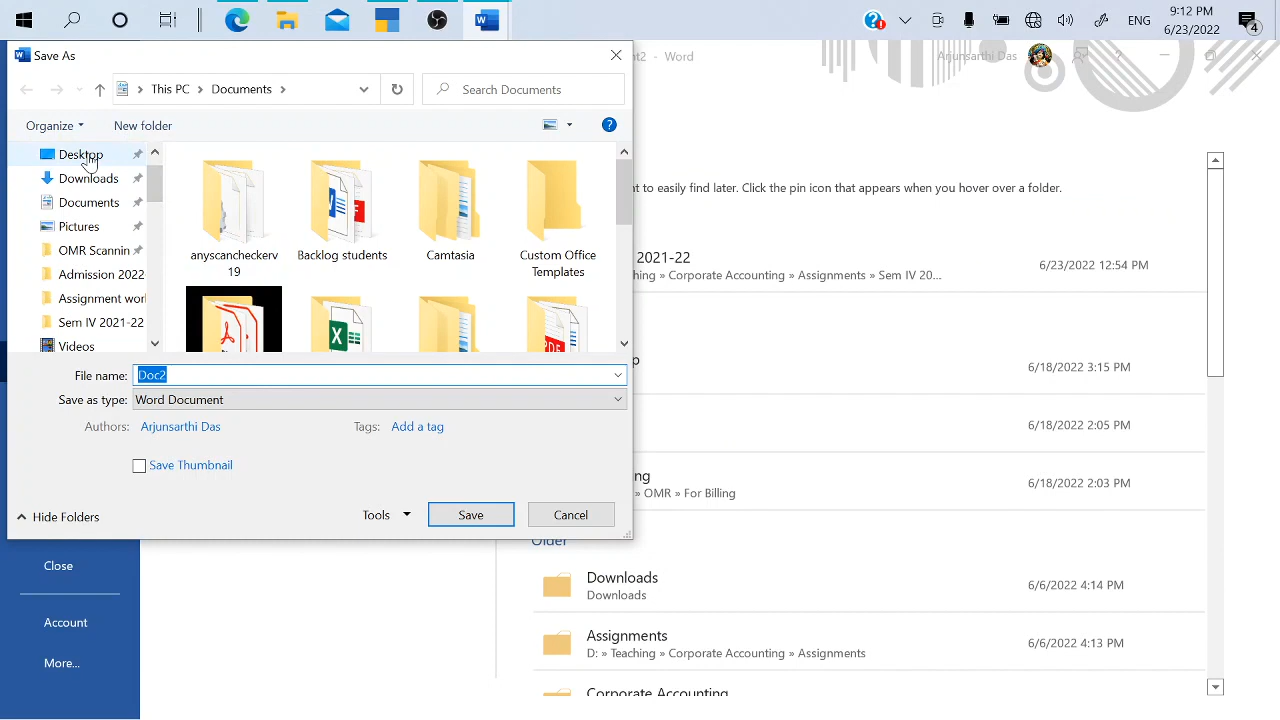 ENG
9:12 PM
6/23/2022
4
Save As
nt2 - Word
Arjunsarthi Das
This PC > Documents >
Search Documents
Organize
New folder
Desktop
Downloads
Documents
Pictures
OMR Scannin
Admission 2022
Assignment worl
Sem IV 2021-22
Videos
anyscancheckerv
19
Backlog students
Camtasia
Custom Office
Templates
File name: Doc2
Save as type: Word Document
Authors: Arjunsarthi Das
Tags: Add a tag
Save Thumbnail
Hide Folders
Tools
Save
Cancel
nt to easily find later. Click the pin icon that appears when you hover over a folder.
2021-22
hing » Corporate Accounting » Assignments » Sem IV 20...
6/23/2022 12:54 PM
p
6/18/2022 3:15 PM
6/18/2022 2:05 PM
ng
» OMR » For Billing
6/18/2022 2:03 PM
Older
Downloads
Downloads
6/6/2022 4:14 PM
Assignments
D: » Teaching » Corporate Accounting » Assignments
6/6/2022 4:13 PM
Corporate Accounting
Close
Account
More...